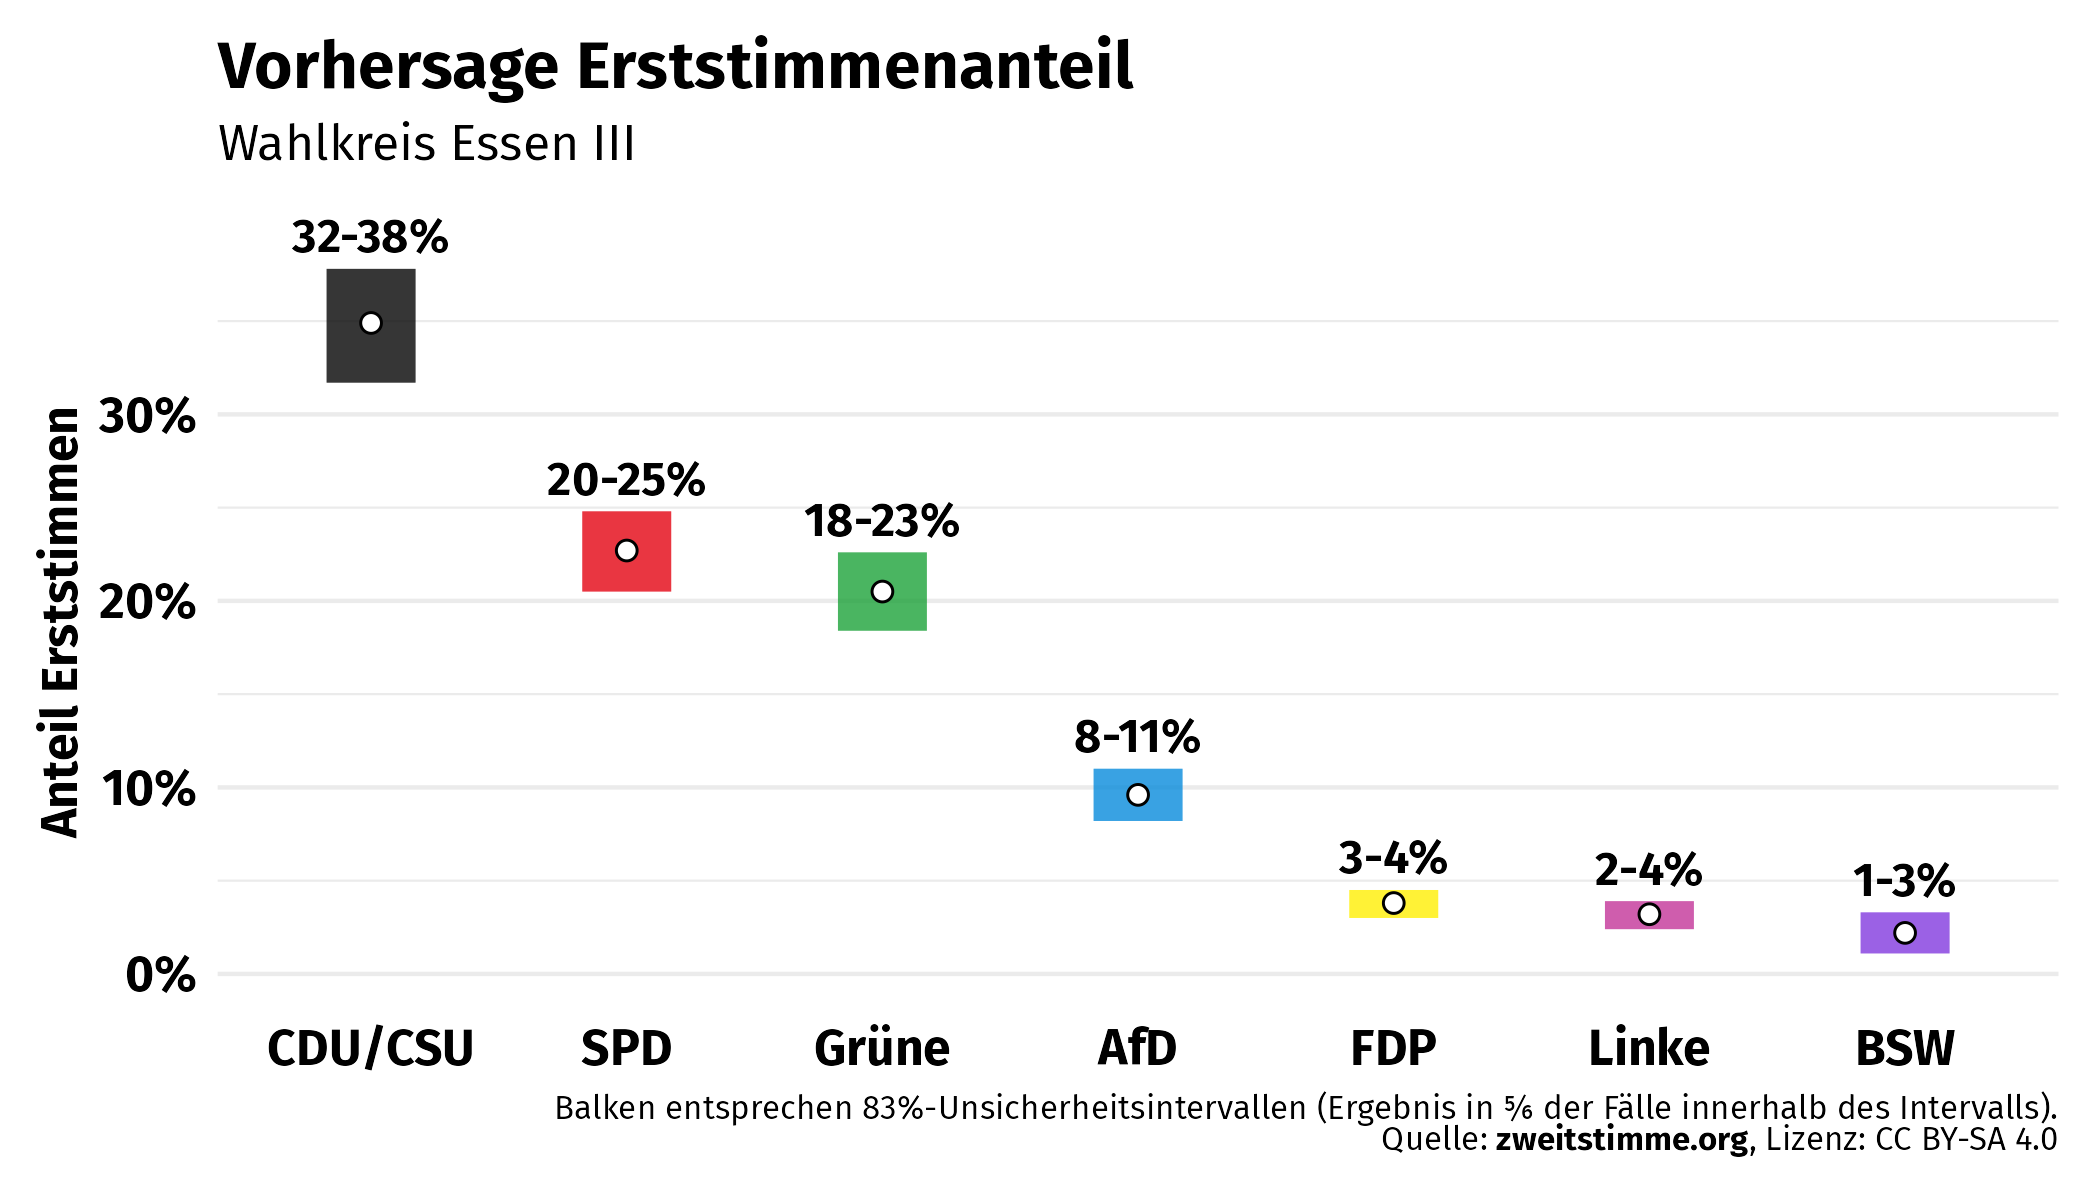 Vorhersage Erststimmenanteil
Wahlkreis Essen III
32-38%
20-25%
18-23%
8-11%
3-4%
2-4%
1-3%
Anteil Erststimmen
30%
20%
10%
0%
CDU/CSU SPD Grüne AfD FDP Linke BSW
Balken entsprechen 83%-Unsicherheitsintervallen (Ergebnis in ⅚ der Fälle innerhalb des Intervalls).
Quelle: zweitstimme.org, Lizenz: CC BY-SA 4.0